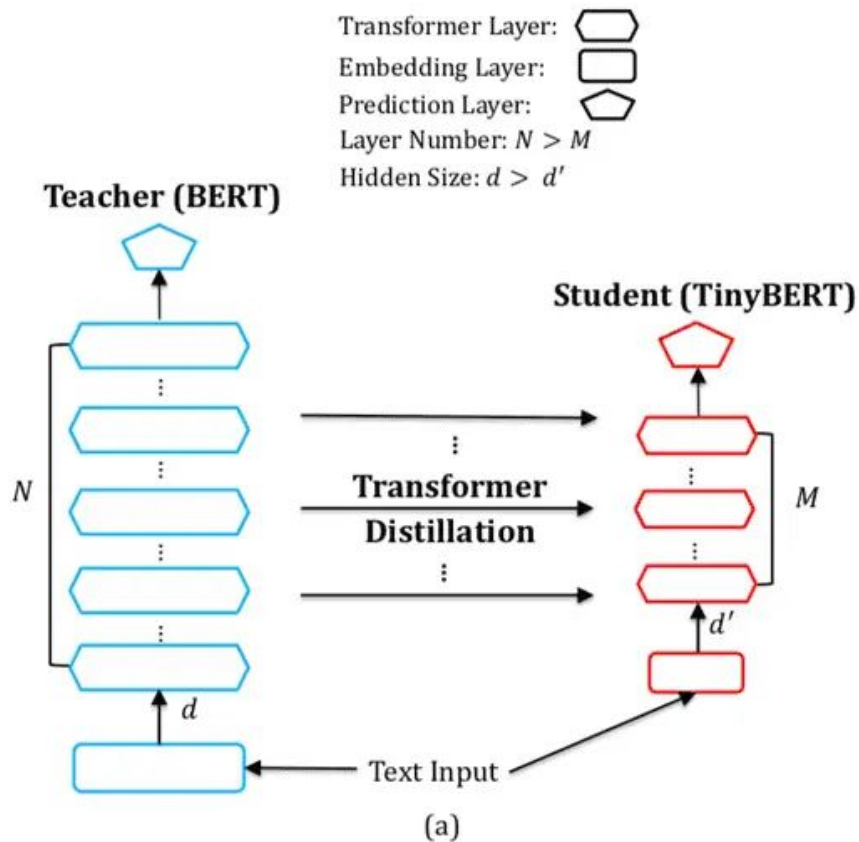 Transformer Layer:
Embedding Layer:
Prediction Layer:
Layer Number: N > M
Hidden Size: d > d′
Teacher (BERT)
Student (TinyBERT)
N
Transformer
Distillation
M
d′
d
Text Input
(a)